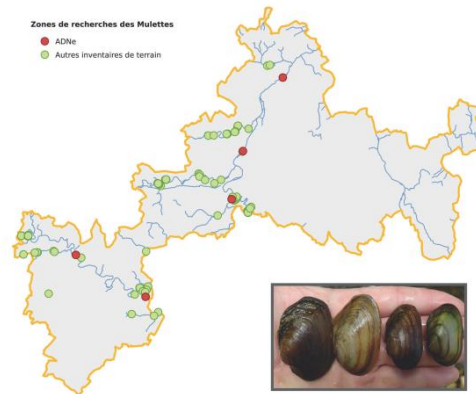 Zones de recherches des Mulettes
ADNe
Autres inventaires de terrain